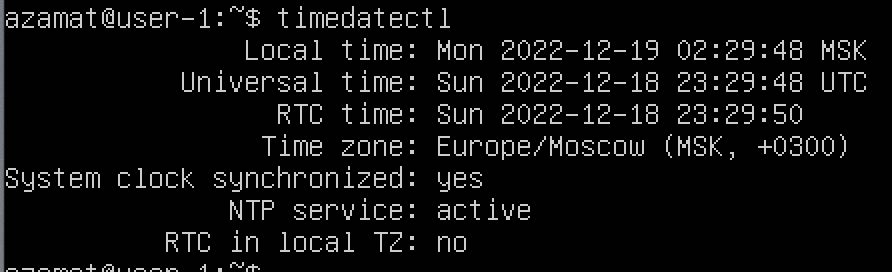 azamat@user-1:~$ timedatectl
Local time: Mon 2022-12-19 02:29:48 MSK
Universal time: Sun 2022-12-18 23:29:48 UTC
RTC time: Sun 2022-12-18 23:29:50
Time zone: Europe/Moscow (MSK, +0300)
System clock synchronized: yes
NTP service: active
RTC in local TZ: no
azamat@user-1:~$